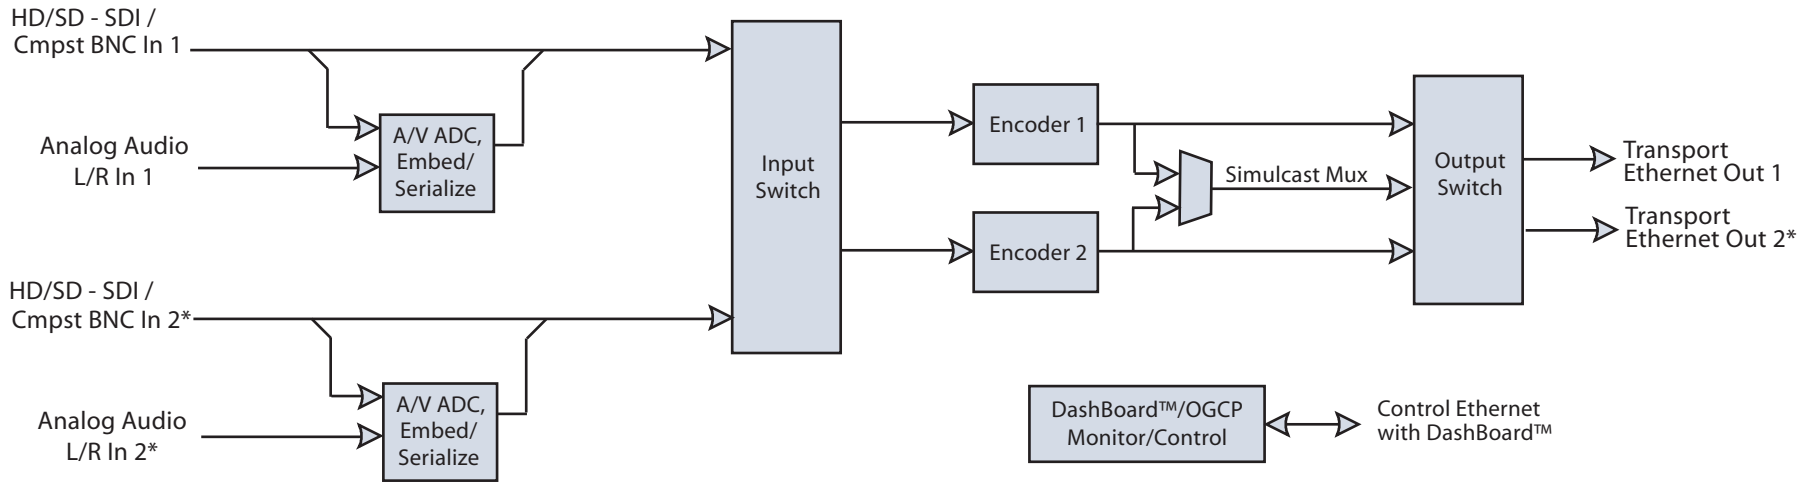 HD/SD - SDI /
Cmpst BNC In 1
Analog Audio
L/R In 1
A/V ADC,
Embed/
Serialize
HD/SD - SDI /
Cmpst BNC In 2*
Analog Audio
L/R In 2*
A/V ADC,
Embed/
Serialize
Input
Switch
Encoder 1
Encoder 2
Simulcast Mux
Output
Switch
Transport
Ethernet Out 1
Transport
Ethernet Out 2*
DashBoard™/OGCP
Monitor/Control
Control Ethernet
with DashBoard™